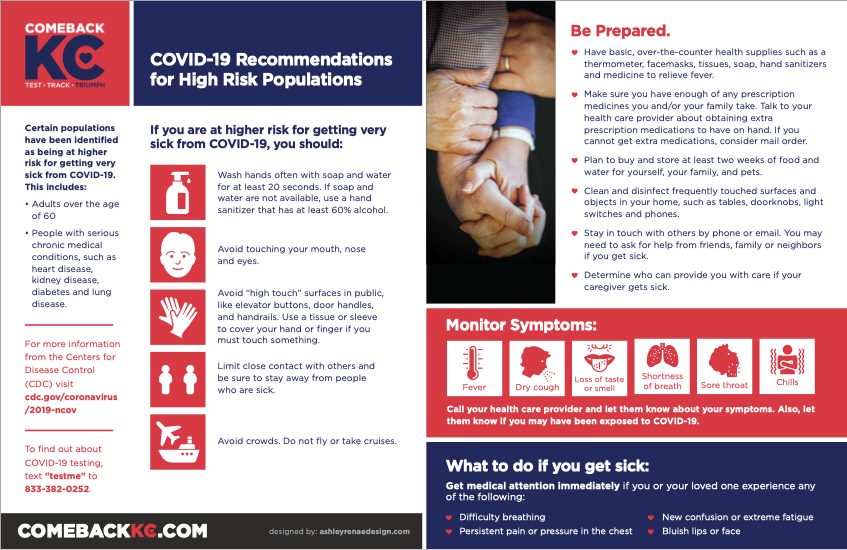 COMEBACK
KC
TEST • TRACK • TRIUMPH
COVID-19 Recommendations
for High Risk Populations
Certain populations
have been identified
as being at higher
risk for getting very
sick from COVID-19.
This includes:
• Adults over the age
of 60
• People with serious
chronic medical
conditions, such as
heart disease,
kidney disease,
diabetes and lung
disease.
For more information
from the Centers for
Disease Control
(CDC) visit
cdc.gov/coronavirus
/2019-ncov
To find out about
COVID-19 testing,
text "testme" to
833-382-0252.
If you are at higher risk for getting very
sick from COVID-19, you should:
Wash hands often with soap and water
for at least 20 seconds. If soap and
water are not available, use a hand
sanitizer that has at least 60% alcohol.
Avoid touching your mouth, nose
and eyes.
Avoid “high touch” surfaces in public,
like elevator buttons, door handles,
and handrails. Use a tissue or sleeve
to cover your hand or finger if you
must touch something.
Limit close contact with others and
be sure to stay away from people
who are sick.
Avoid crowds. Do not fly or take cruises.
COMEBACKKC.COM
designed by: ashleyrenaedesign.com
Be Prepared.
Have basic, over-the-counter health supplies such as a
thermometer, facemasks, tissues, soap, hand sanitizers
and medicine to relieve fever.
Make sure you have enough of any prescription
medicines you and/or your family take. Talk to your
health care provider about obtaining extra
prescription medications to have on hand. If you
cannot get extra medications, consider mail order.
Plan to buy and store at least two weeks of food and
water for yourself, your family, and pets.
Clean and disinfect frequently touched surfaces and
objects in your home, such as tables, doorknobs, light
switches and phones.
Stay in touch with others by phone or email. You may
need to ask for help from friends, family or neighbors
if you get sick.
Determine who can provide you with care if your
caregiver gets sick.
Monitor Symptoms:
Fever
Dry cough
Loss of taste
or smell
Shortness
of breath
Sore throat
Chills
Call your health care provider and let them know about your symptoms. Also, let
them know if you may have been exposed to COVID-19.
What to do if you get sick:
Get medical attention immediately if you or your loved one experience any
of the following:
Difficulty breathing
Persistent pain or pressure in the chest
New confusion or extreme fatigue
Bluish lips or face